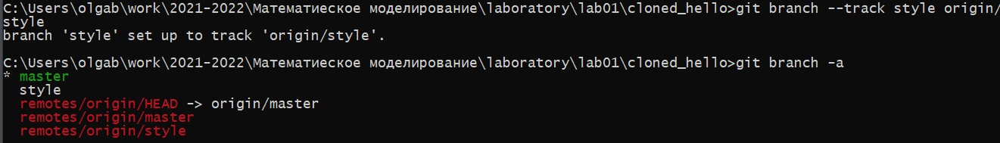 C:\Users\olgab\work\2021-2022\Математиеское моделирование\laboratory\lab01\cloned_hello>git branch --track style origin/
style
branch 'style' set up to track 'origin/style'.
C:\Users\olgab\work\2021-2022\Математиеское моделирование\laboratory\lab01\cloned_hello>git branch -a
* master
  style
  remotes/origin/HEAD -> origin/master
  remotes/origin/master
  remotes/origin/style